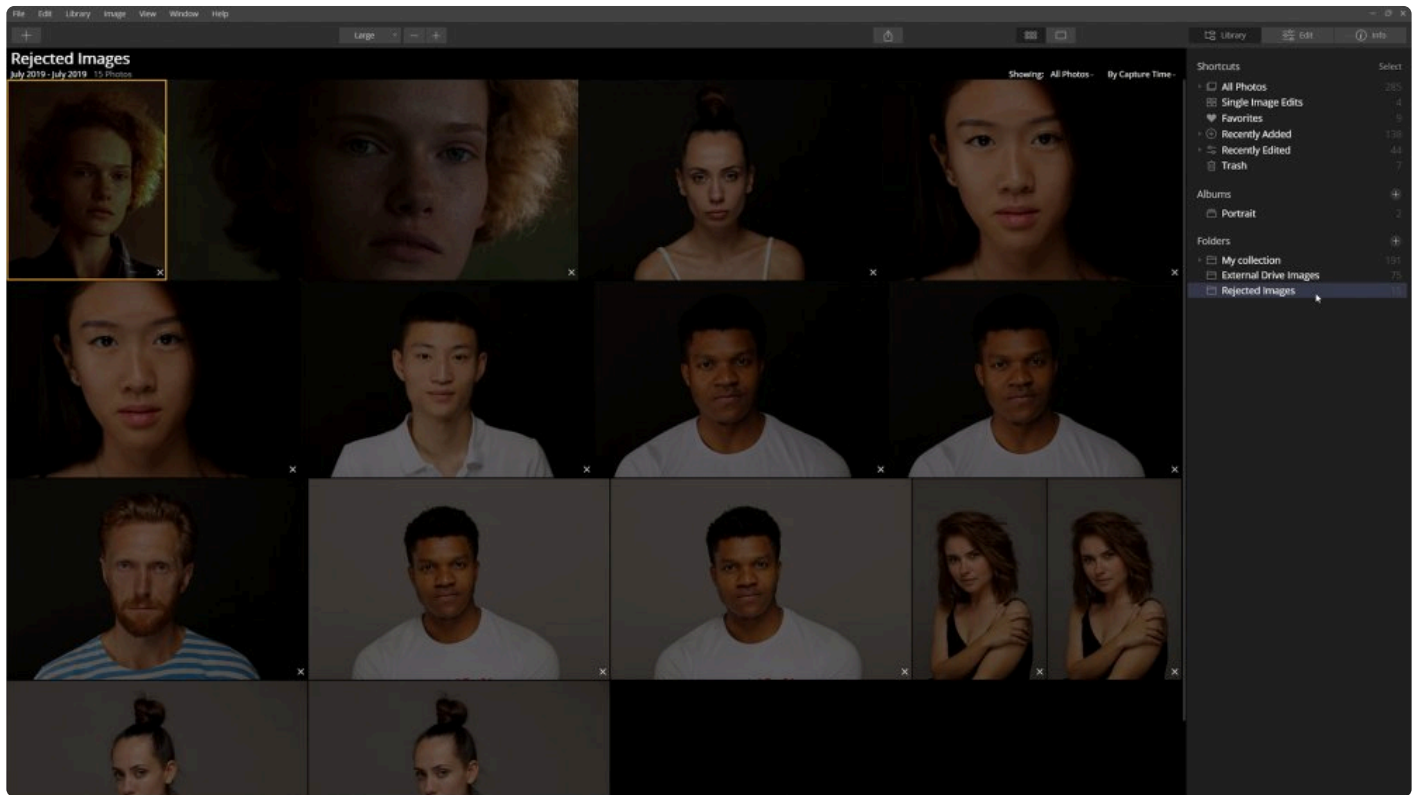 File Edit Library Image View Window Help
Large
Library Edit Info
Rejected Images
July 2019 - July 2019 15 Photos
Showing: All Photos By Capture Time
Shortcuts Select
All Photos 285
Single Image Edits 4
Favorites 9
Recently Added 138
Recently Edited 44
Trash 7
Albums
Portrait 2
Folders
My collection 191
External Drive Images 75
Rejected Images